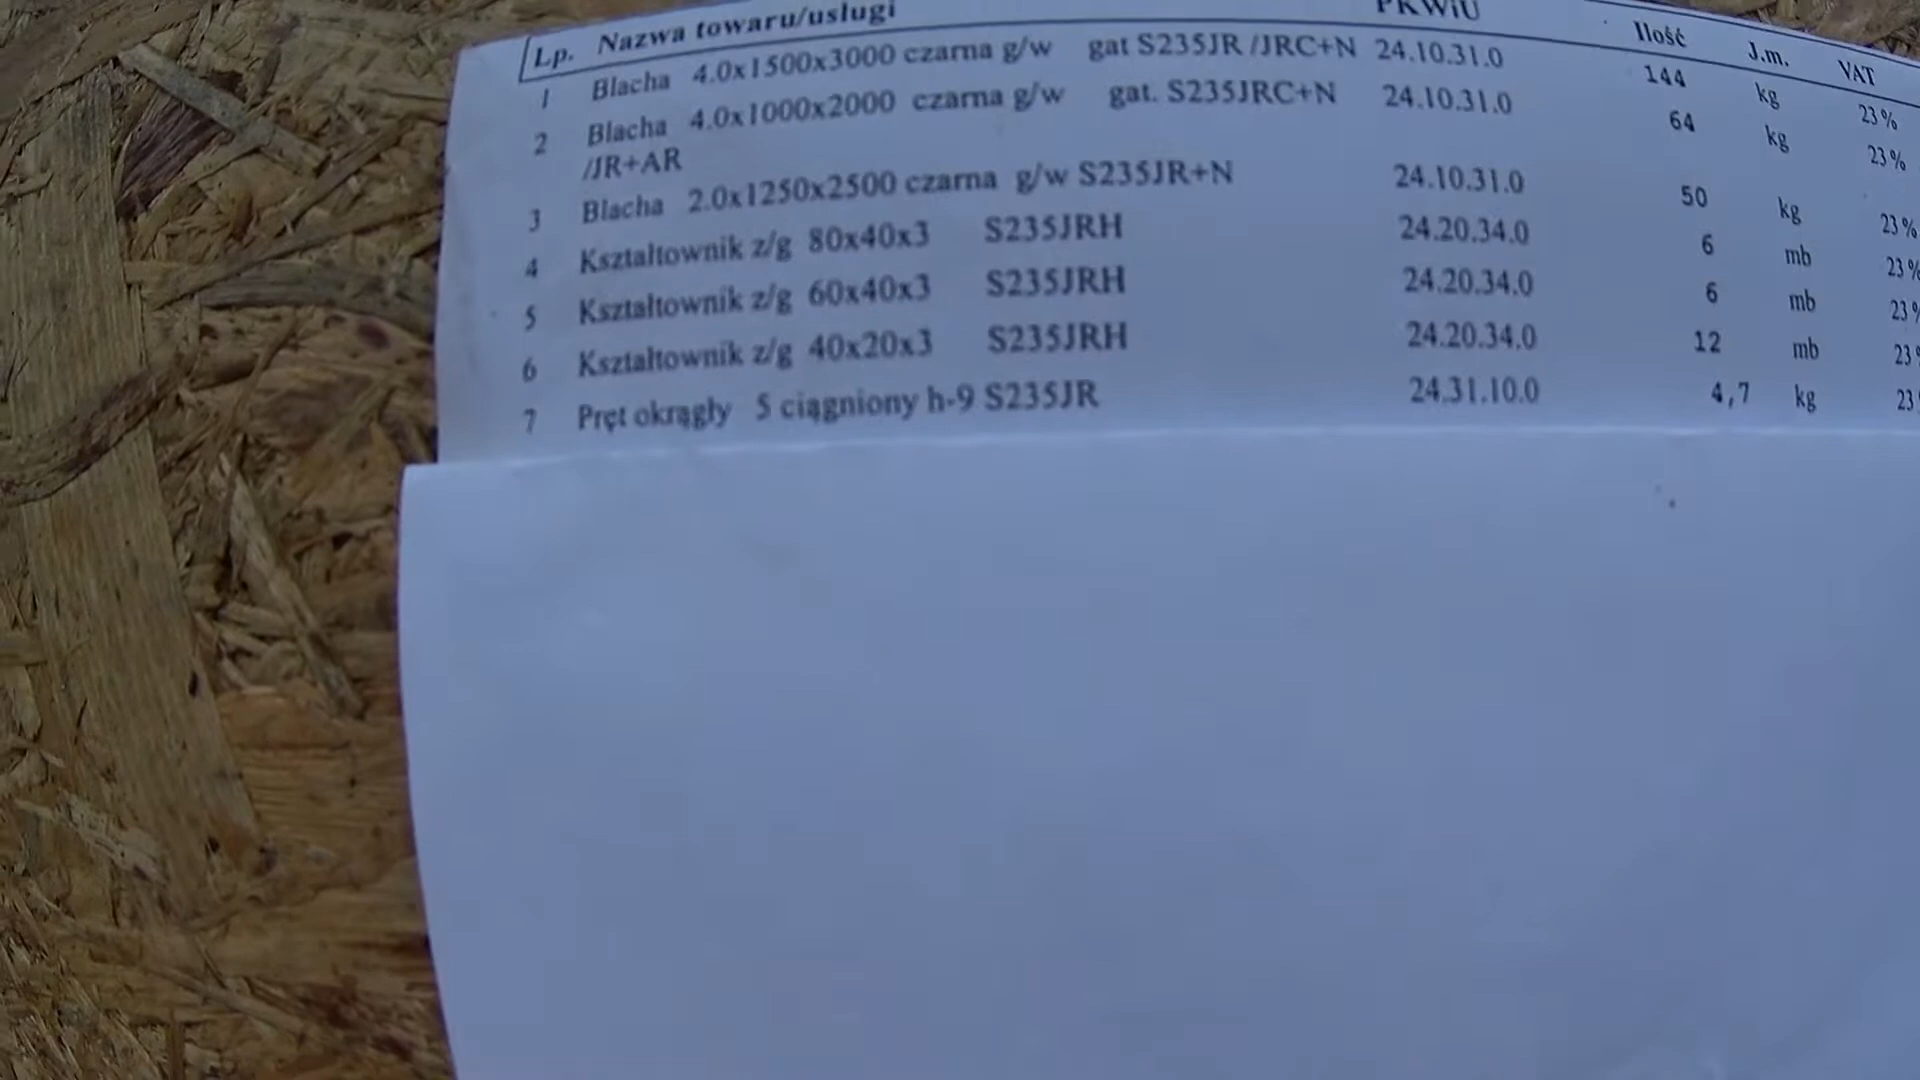 Lp. Nazwa towaru/usługi PKWiU Ilość J.m. VAT
1 Blacha 4.0x1500x3000 czarna g/w gat S235JR /JRC+N 24.10.31.0 144 kg 23%
2 Blacha 4.0x1000x2000 czarna g/w gat. S235JRC+N 24.10.31.0 64 kg 23%
/JR+AR
3 Blacha 2.0x1250x2500 czarna g/w S235JR+N 24.10.31.0 50 kg 23%
4 Kształtownik z/g 80x40x3 S235JRH 24.20.34.0 6 mb 23%
5 Kształtownik z/g 60x40x3 S235JRH 24.20.34.0 6 mb 23%
6 Kształtownik z/g 40x20x3 S235JRH 24.20.34.0 12 mb 23%
7 Pręt okrągły 5 ciągniony h-9 S235JR 24.31.10.0 4,7 kg 23